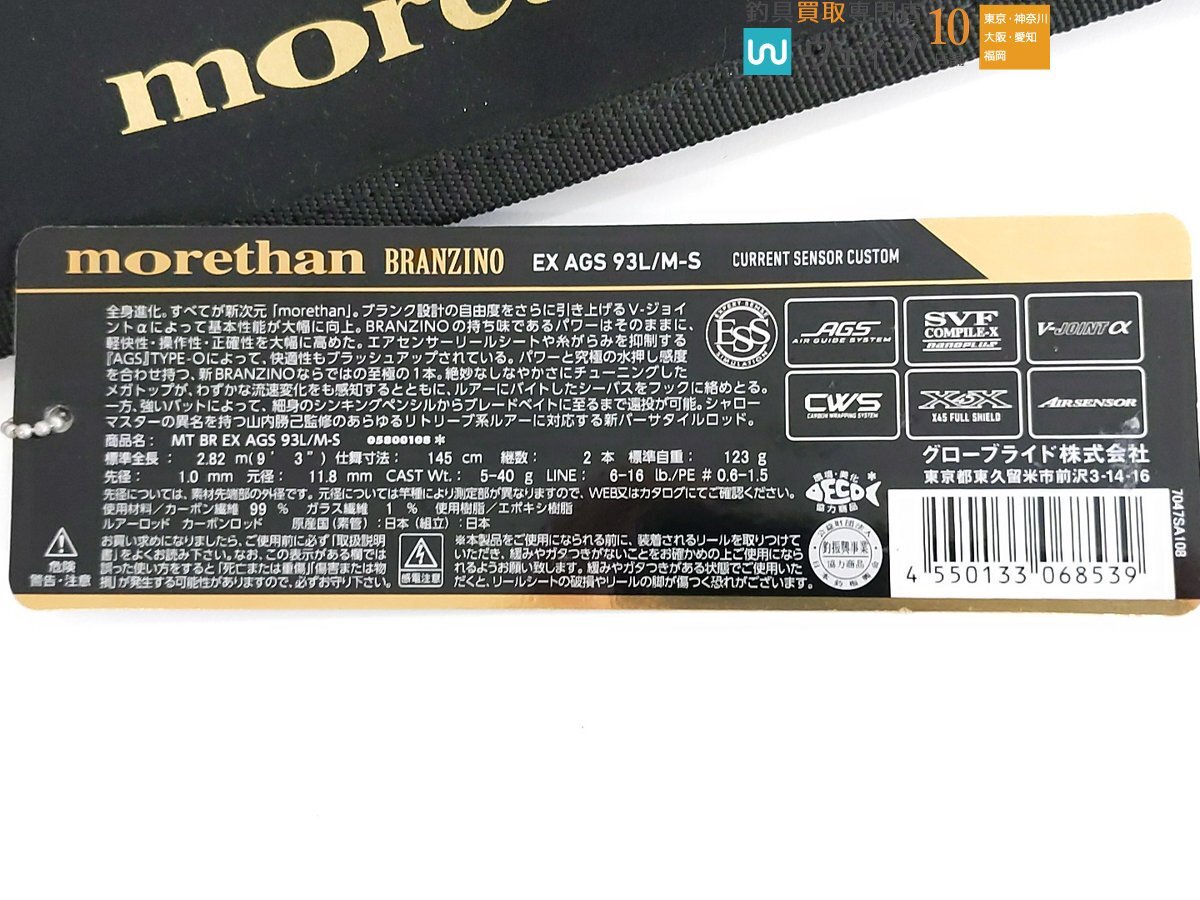 more
釣具買取専門店
10
東京・神奈川
大阪・愛知
福岡
morethan BRANZINO EX AGS 93L/M-S CURRENT SENSOR CUSTOM
全身進化。すべてが新次元「morethan」。ブランク設計の自由度をさらに引き上げるV-ジョイ
ントαによって基本性能が大幅に向上。BRANZINOの持ち味であるパワーはそのままに、
軽快性・操作性・正確性を大幅に高めた。エアセンサーリールシートや糸がらみを抑制する
『AGS』TYPE-Oによって、快適性もブラッシュアップされている。パワーと究極の水押し感度
を合わせ持つ、新BRANZINOならではの至極の1本。絶妙なしなやかさにチューニングした
メガトップが、わずかな流速変化をも感知するとともに、ルアーにバイトしたシーバスをフックに絡めとる。
一方、強いバットによって、細身のシンキングペンシルからブレードベイトに至るまで遠投が可能。シャロー
マスターの異名を持つ山内勝己監修のあらゆるリトリーブ系ルアーに対応する新バーサタイルロッド。
商品名: MT BR EX AGS 93L/M-S 05800108*
標準全長: 2.82 m(9' 3") 仕舞寸法: 145 cm 継数: 2 本 標準自重: 123 g
先径: 1.0 mm 元径: 11.8 mm CAST Wt.: 5-40 g LINE: 6-16 lb./PE # 0.6-1.5
先径については、素材先端部の外径です。元径については竿種により測定部が異なりますので、WEB又はカタログにてご確認ください。
使用材料/カーボン繊維 99 % ガラス繊維 1 % 使用樹脂/エポキシ樹脂
ルアーロッド カーボンロッド 原産国(素管):日本(組立):日本
危険
警告・注意
お買い求めになりましたら、ご使用前に必ず「取扱説明
書」をよくお読み下さい。なお、この表示がある欄では
誤った使い方をすると「死亡または重傷」「傷害または物
損」が発生する可能性がありますので、必ずお守り下さい。
感電注意
※本製品をご使用になられる前に、装着されるリールを取りつけて
いただき、緩みやガタつきがないことをお確かめの上ご使用になら
れるようお願い致します。緩みやガタつきがある状態でご使用いた
だくと、リールシートの破損やリールの脚が傷つく恐れがございます。
EXPERT SENSE
ESS
SIMULATION
AGS
AIR GUIDE SYSTEM
SVF
COMPILE-X
nanoPLUS
V-JOINT α
CWS
CARBON WRAPPING SYSTEM
X45X
X45 FULL SHIELD
AIRSENSOR
グローブライド株式会社
東京都東久留米市前沢3-14-16
環境・美化
ECO
協力商品
釣振興事業
協力商品
4 550133 068539
7047SA108